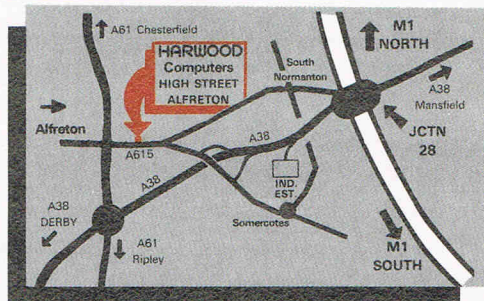 A61 Chesterfield
HARWOOD
Computers
HIGH STREET
ALFRETON
M1
NORTH
South
Normanton
A38
Mansfield
Alfreton
JCTN
28
A615
A38
A38
IND.
EST
A38
DERBY
Somercotes
A61
Ripley
M1
SOUTH